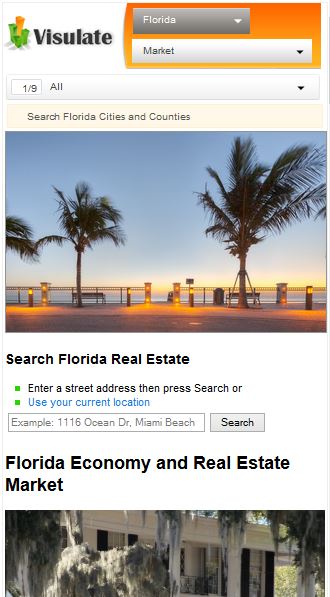 Visulate
Florida
Market
1/9
All
Search Florida Cities and Counties
Search Florida Real Estate
Enter a street address then press Search or
Use your current location
Example: 1116 Ocean Dr, Miami Beach
Search
Florida Economy and Real Estate
Market